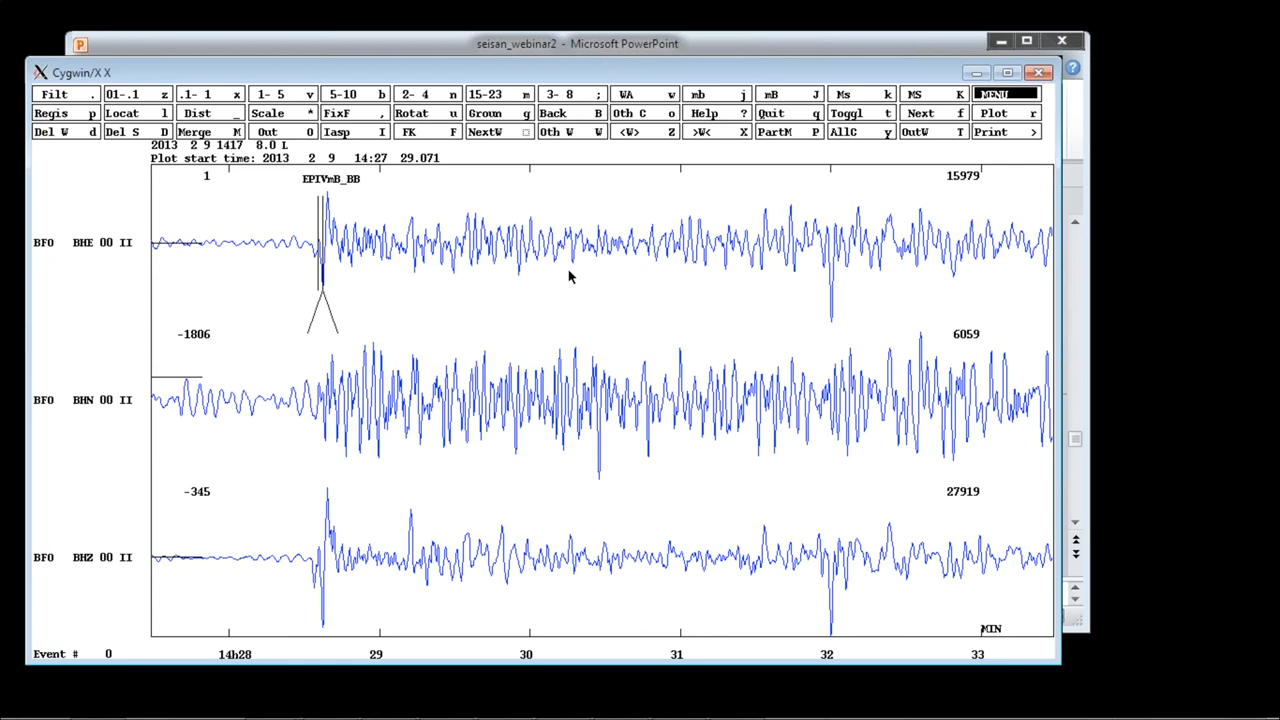 seisan_webinar2 - Microsoft PowerPoint
Cygwin/X X
Filt . 01-.1 z .1- 1 x 1- 5 v 5-10 b 2- 4 n 15-23 m 3- 8 ; WA w mb j mB J Ms k MS K MENU
Regis p Locat l Dist _ Scale * FixF , Rotat u Groun g Back B Oth C o Help ? Quit q Toggl t Next f Plot r
Del W d Del S D Merge M Out O Iasp I FK F NextW Oth W W <W> Z >W< X PartM P AllC y OutW T Print >
2013 2 9 1417 8.0 L
Plot start time: 2013 2 9 14:27 29.071
1 EPIVmB_BB 15979
BFO BHE 00 II
-1806 6059
BFO BHN 00 II
-345 27919
BFO BHZ 00 II
MIN
Event # 0 14h28 29 30 31 32 33